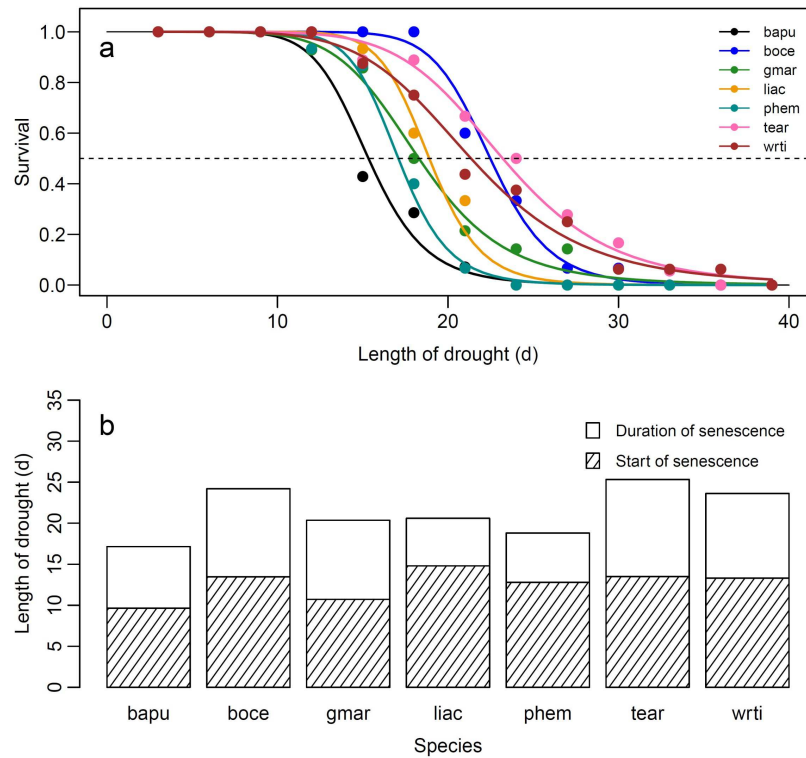 a
1.0
0.8
0.6
0.4
0.2
0.0
Survival
bapu
boce
gmar
liac
phem
tear
wrti
0 10 20 30 40
Length of drought (d)
b
35
30
25
20
15
10
5
0
Length of drought (d)
Duration of senescence
Start of senescence
bapu boce gmar liac phem tear wrti
Species